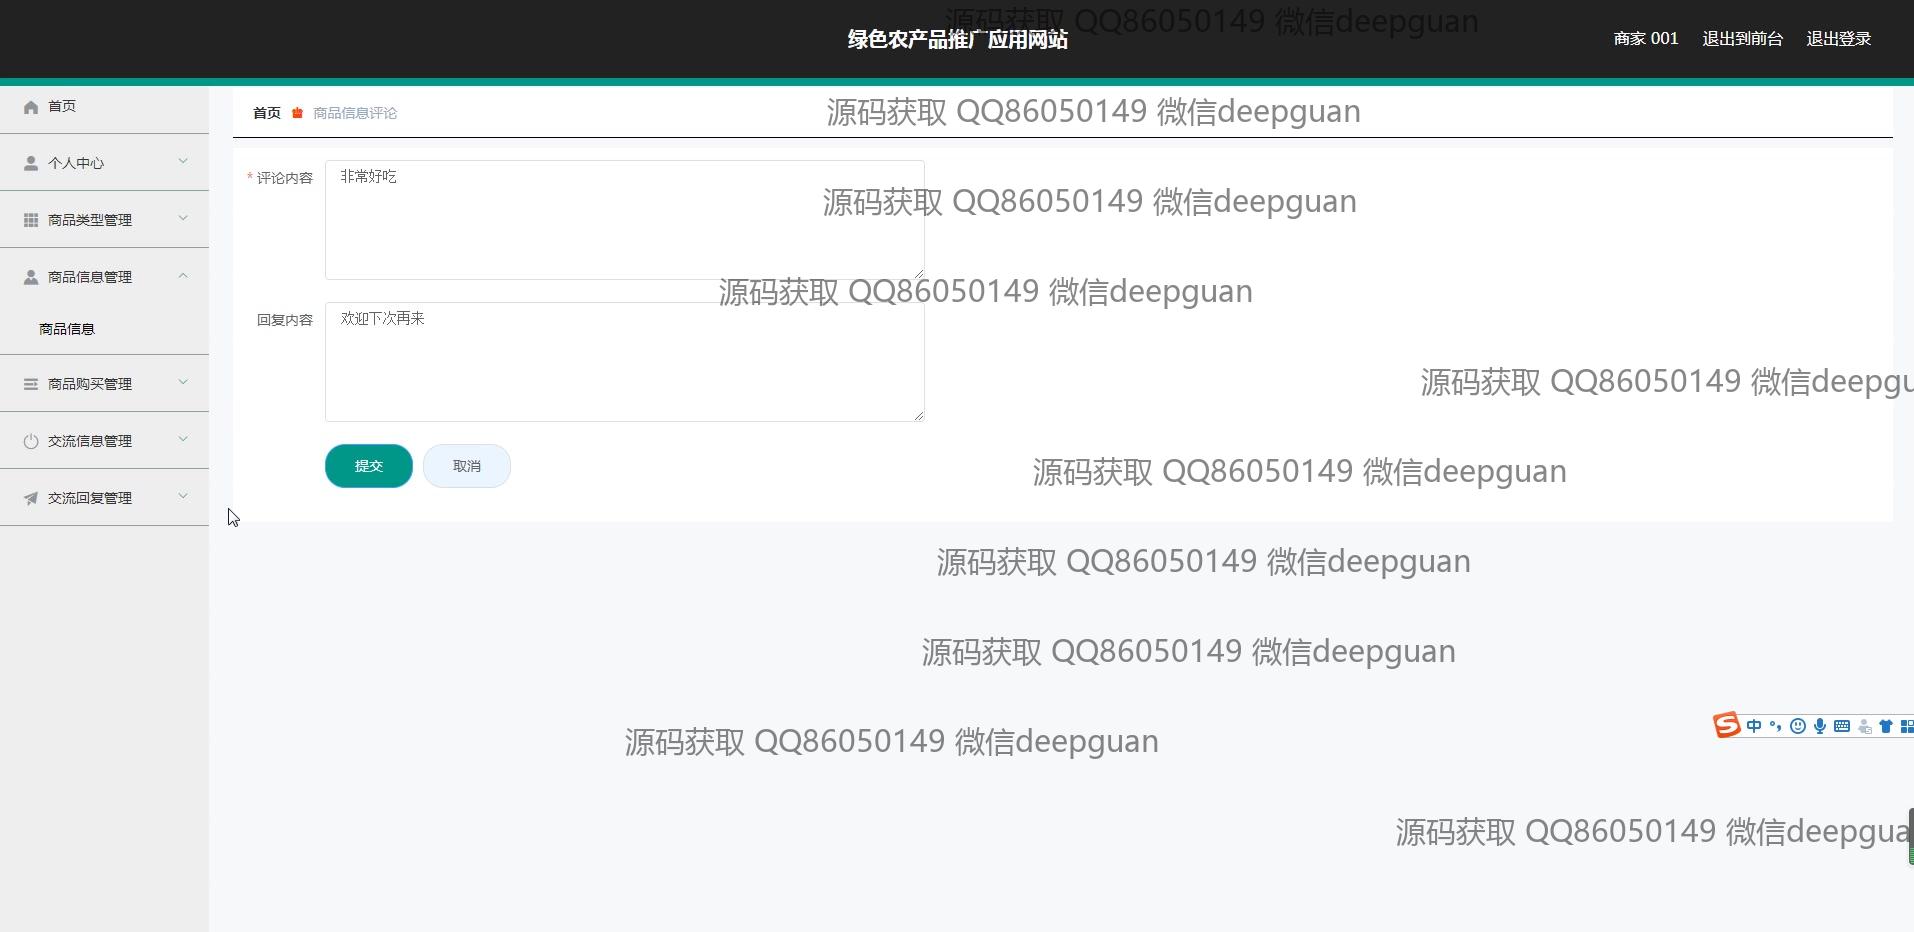 源码获取 QQ86050149 微信deepguan
绿色农产品推广应用网站
商家 001 退出到前台 退出登录
首页
个人中心
商品类型管理
商品信息管理
商品信息
商品购买管理
交流信息管理
交流回复管理
首页 商品信息评论
源码获取 QQ86050149 微信deepguan
* 评论内容 非常好吃
源码获取 QQ86050149 微信deepguan
源码获取 QQ86050149 微信deepguan
回复内容 欢迎下次再来
源码获取 QQ86050149 微信deepgu
提交 取消
源码获取 QQ86050149 微信deepguan
源码获取 QQ86050149 微信deepguan
源码获取 QQ86050149 微信deepguan
中
源码获取 QQ86050149 微信deepguan
源码获取 QQ86050149 微信deepgua